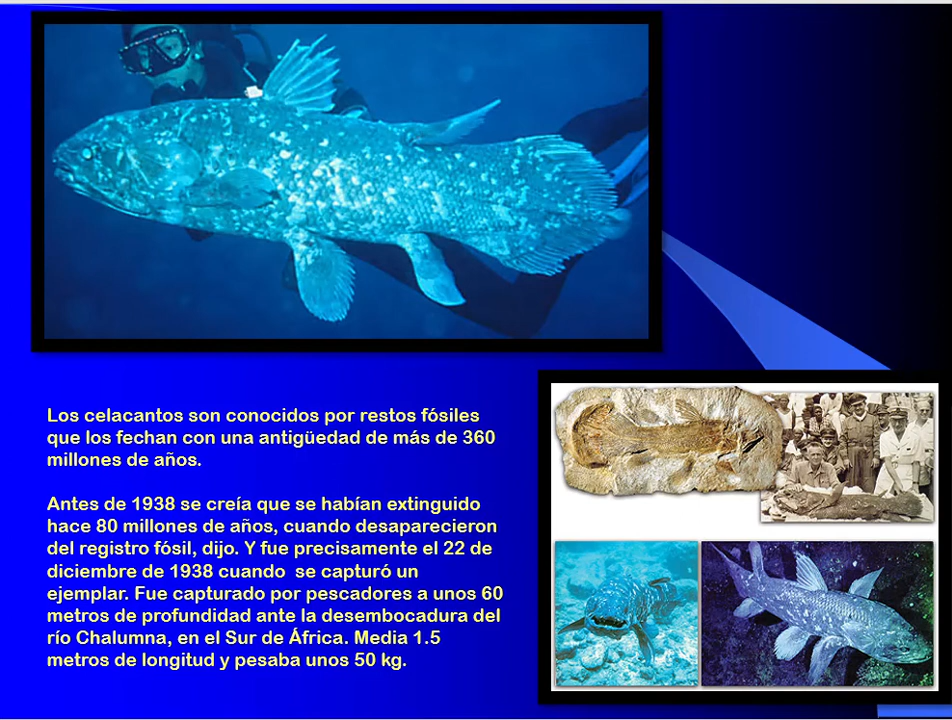 Los celacantos son conocidos por restos fósiles
que los fechan con una antigüedad de más de 360
millones de años.
Antes de 1938 se creía que se habían extinguido
hace 80 millones de años, cuando desaparecieron
del registro fósil, dijo. Y fue precisamente el 22 de
diciembre de 1938 cuando  se capturó un
ejemplar. Fue capturado por pescadores a unos 60
metros de profundidad ante la desembocadura del
río Chalumna, en el Sur de África. Media 1.5
metros de longitud y pesaba unos 50 kg.